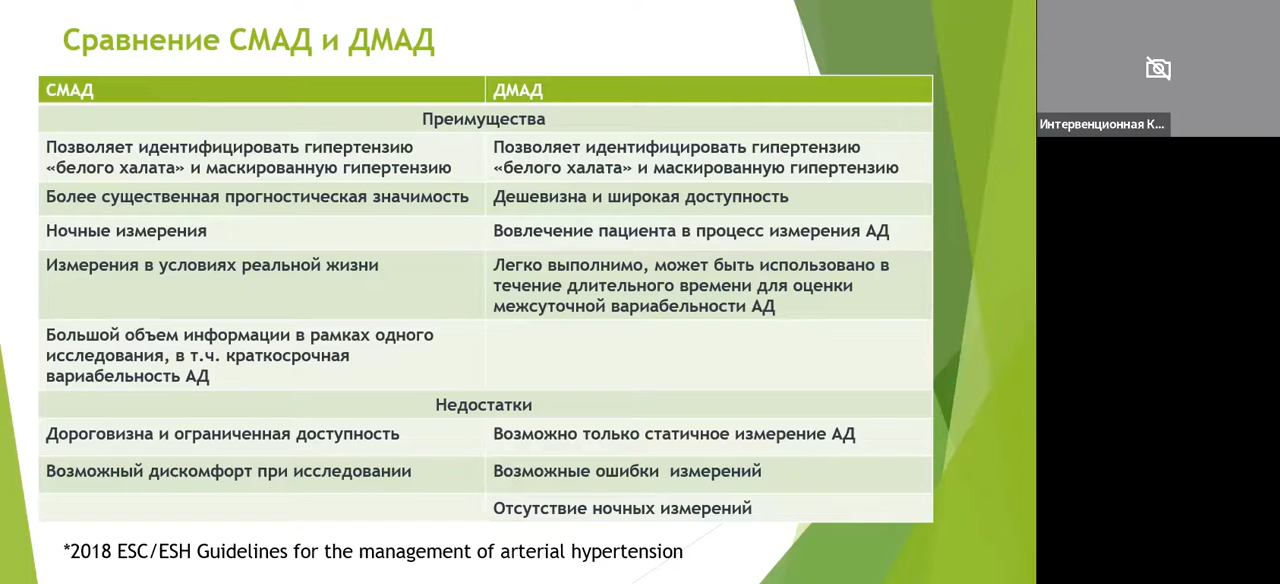 Сравнение СМАД и ДМАД
СМАД
ДМАД
Преимущества
Позволяет идентифицировать гипертензию
«белого халата» и маскированную гипертензию
Позволяет идентифицировать гипертензию
«белого халата» и маскированную гипертензию
Более существенная прогностическая значимость
Дешевизна и широкая доступность
Ночные измерения
Вовлечение пациента в процесс измерения АД
Измерения в условиях реальной жизни
Легко выполнимо, может быть использовано в
течение длительного времени для оценки
межсуточной вариабельности АД
Большой объем информации в рамках одного
исследования, в т.ч. краткосрочная
вариабельность АД
Недостатки
Дороговизна и ограниченная доступность
Возможно только статичное измерение АД
Возможный дискомфорт при исследовании
Возможные ошибки  измерений
Отсутствие ночных измерений
*2018 ESC/ESH Guidelines for the management of arterial hypertension
Интервенционная К...